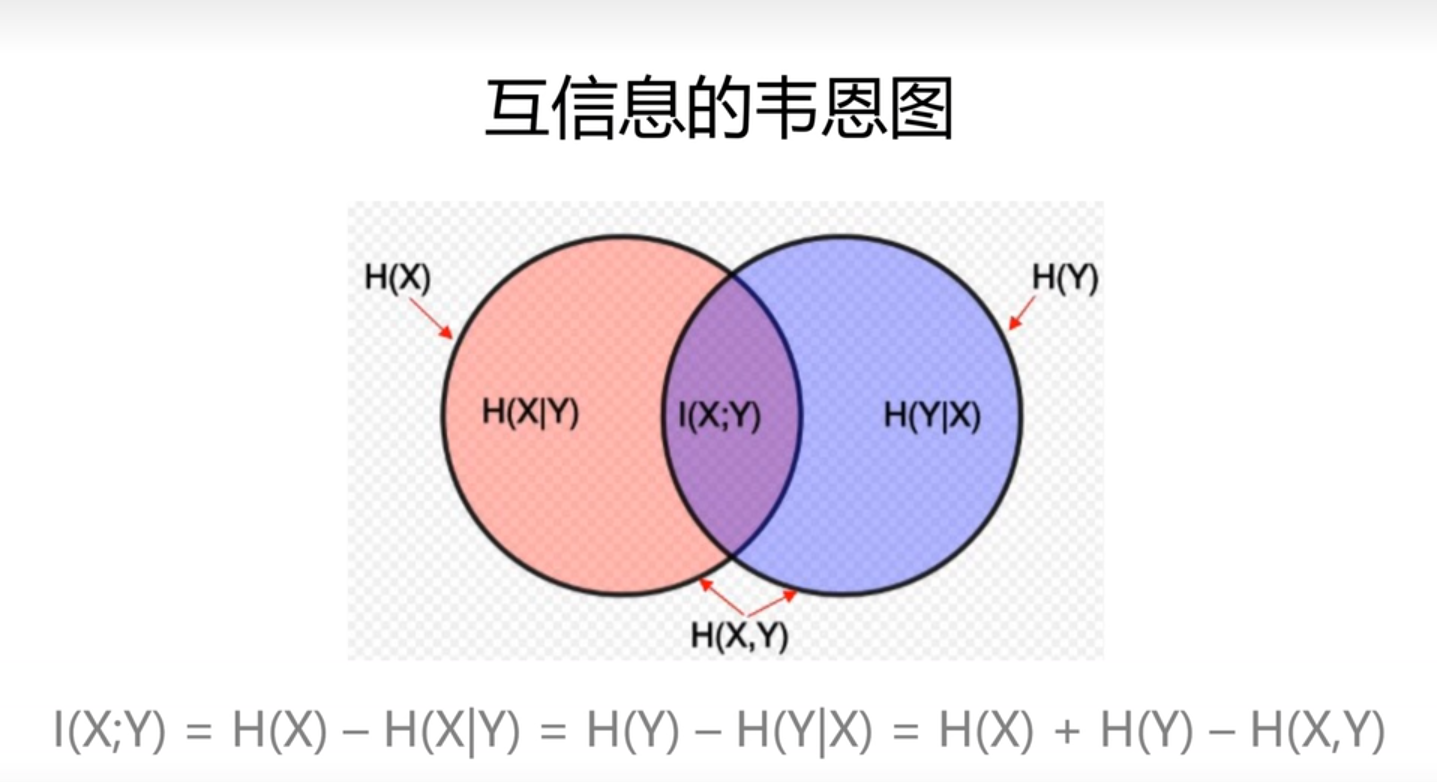 互信息的韦恩图
H(X)
H(Y)
H(X|Y)
I(X;Y)
H(Y|X)
H(X,Y)
I(X;Y) = H(X) – H(X|Y) = H(Y) – H(Y|X) = H(X) + H(Y) – H(X,Y)